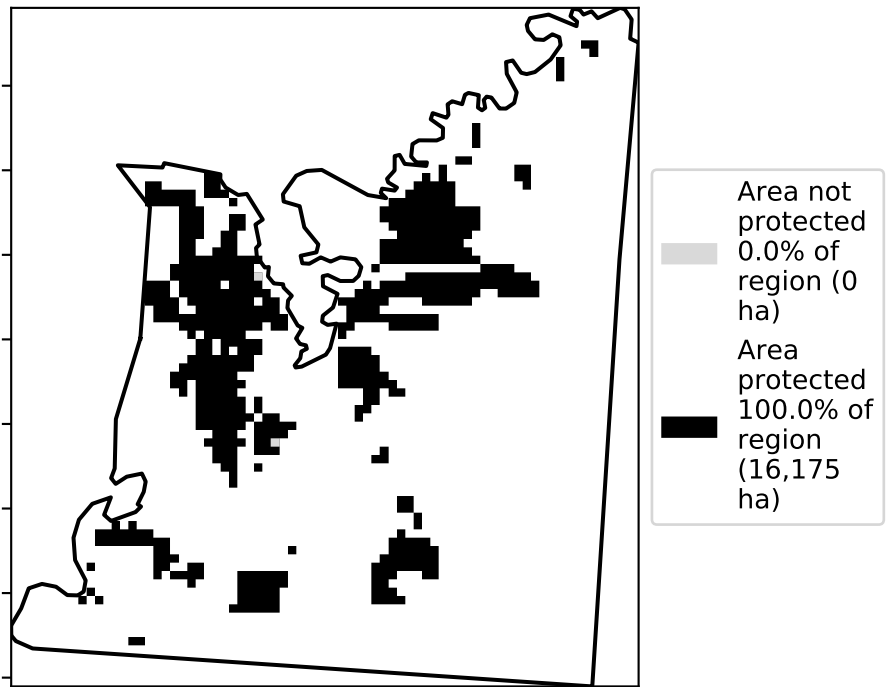 Area not
protected
0.0% of
region (0
ha)
Area
protected
100.0% of
region
(16,175
ha)